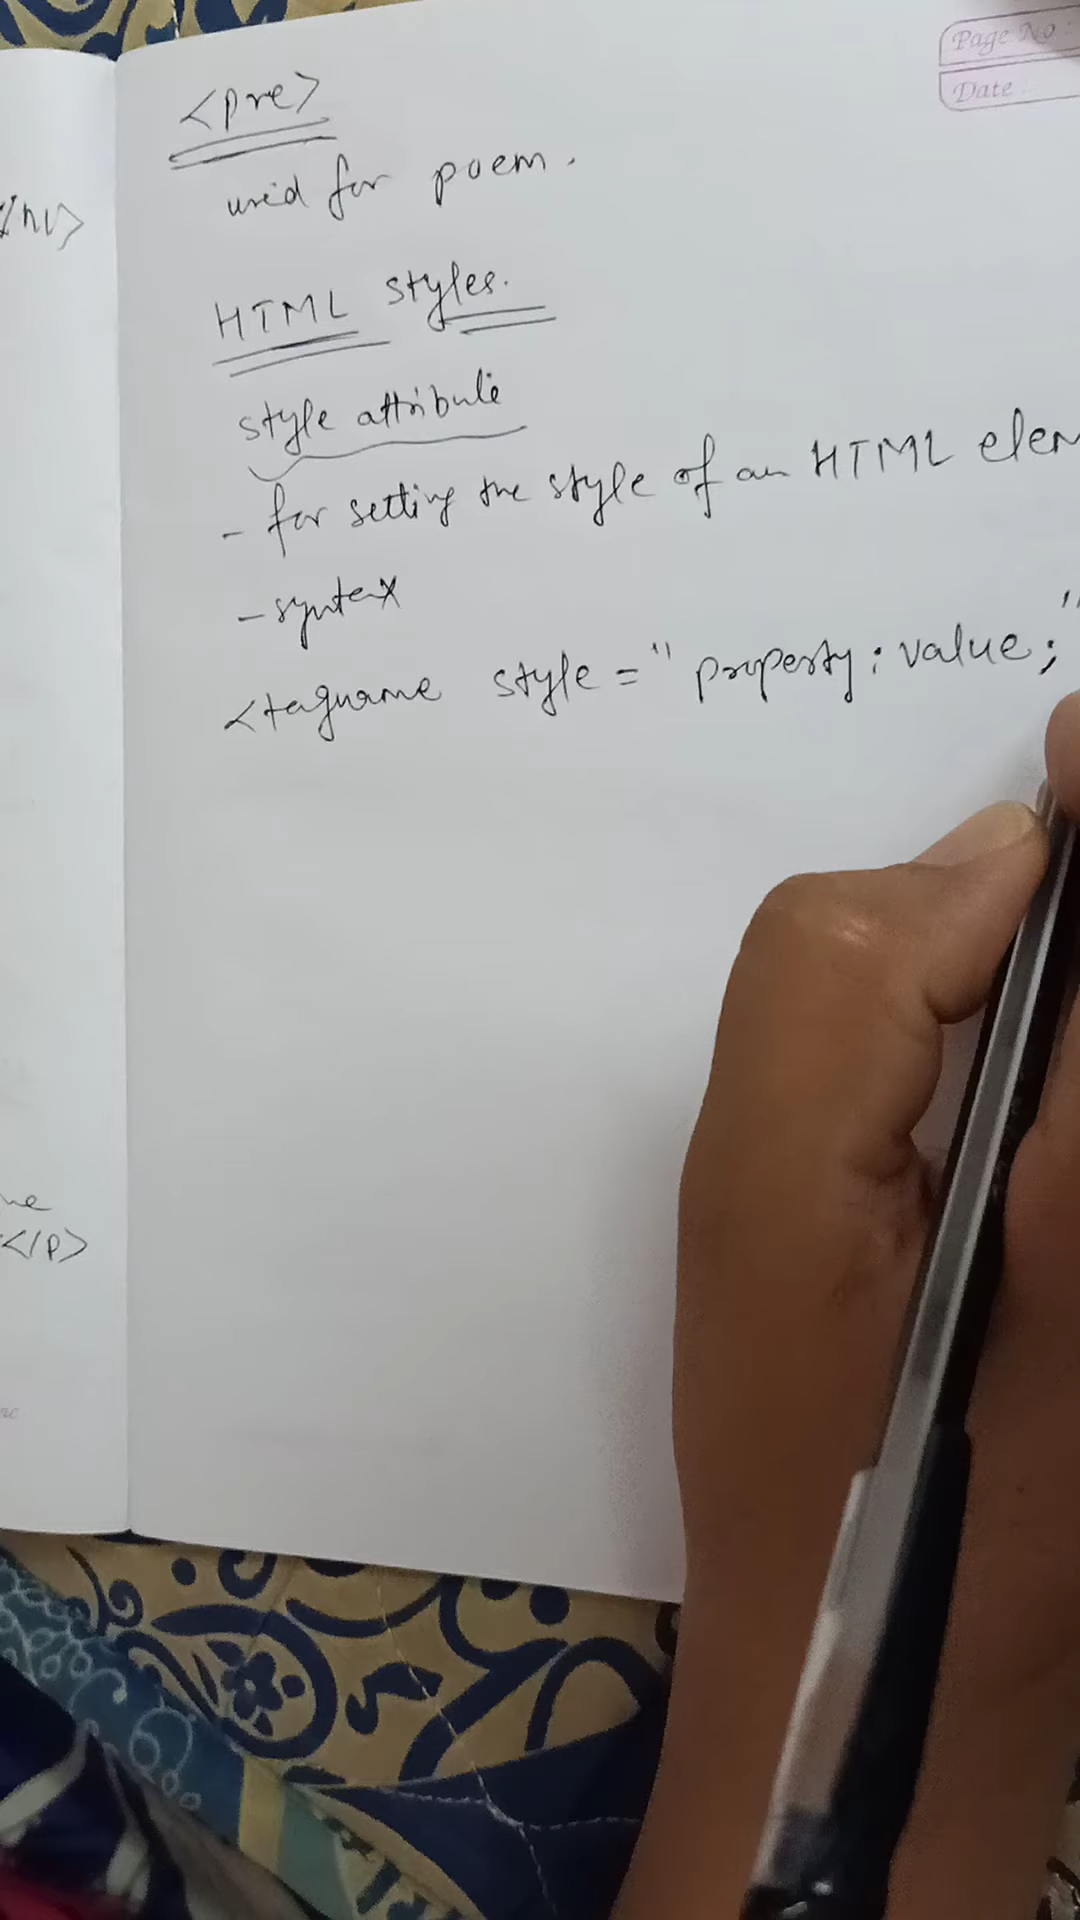 Page No :
Date :
<pre>
used for poem.
HTML styles.
style attribute
- for setting the style of an HTML elem
- syntax
<tagname style = "property: value;"
</h1>
</p>